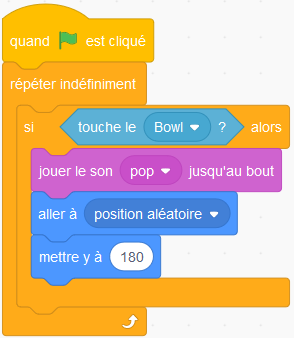 quand est cliqué
répéter indéfiniment
si touche le Bowl ? alors
jouer le son pop jusqu'au bout
aller à position aléatoire
mettre y à 180